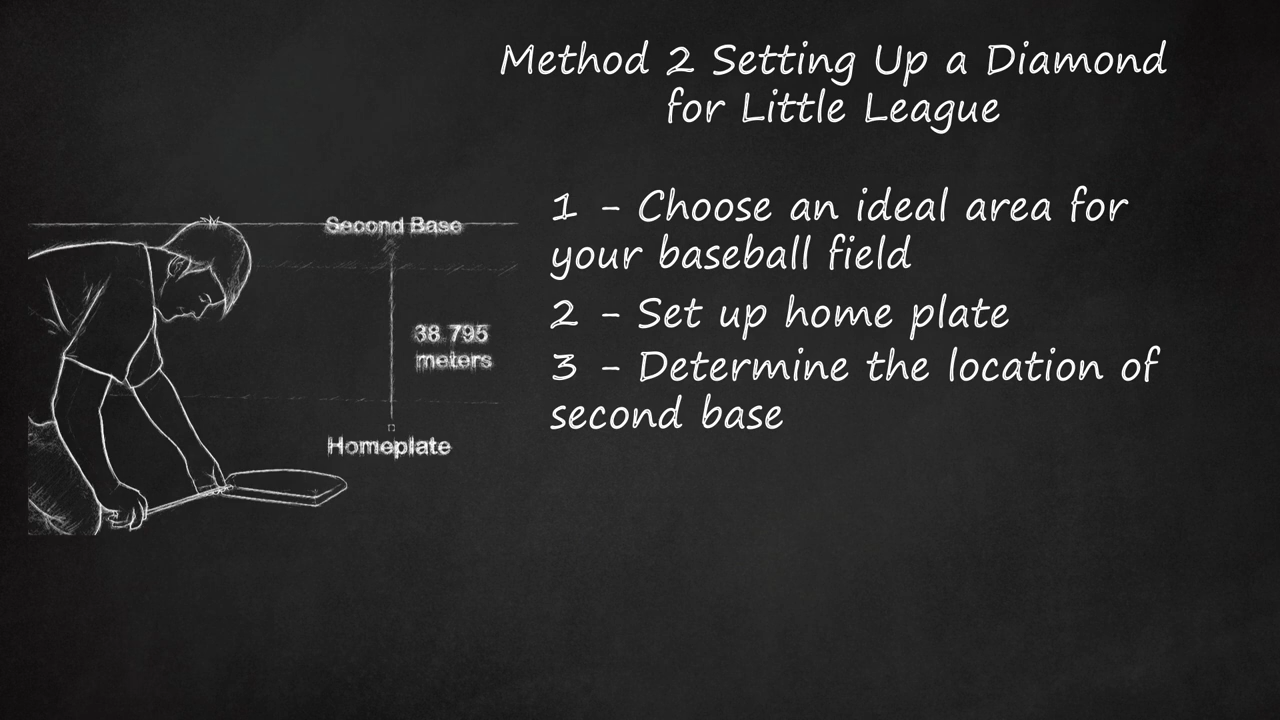 Method 2 Setting Up a Diamond
for Little League
1 - Choose an ideal area for
your baseball field
2 - Set up home plate
3 - Determine the location of
second base
Second Base
38.795
meters
Homeplate